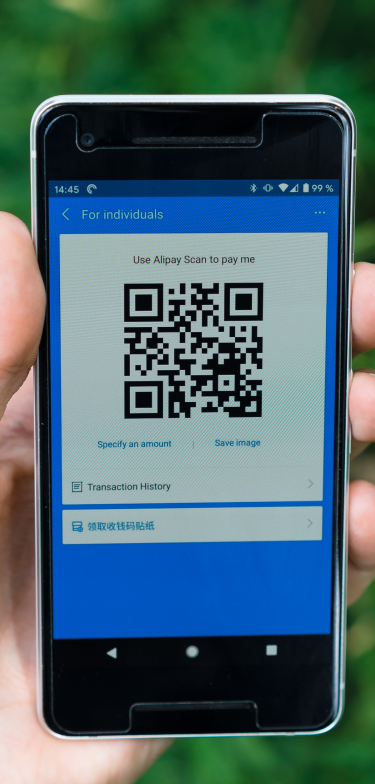 14:45 99 %
For individuals
Use Alipay Scan to pay me
Specify an amount | Save image
Transaction History
领取收钱码贴纸